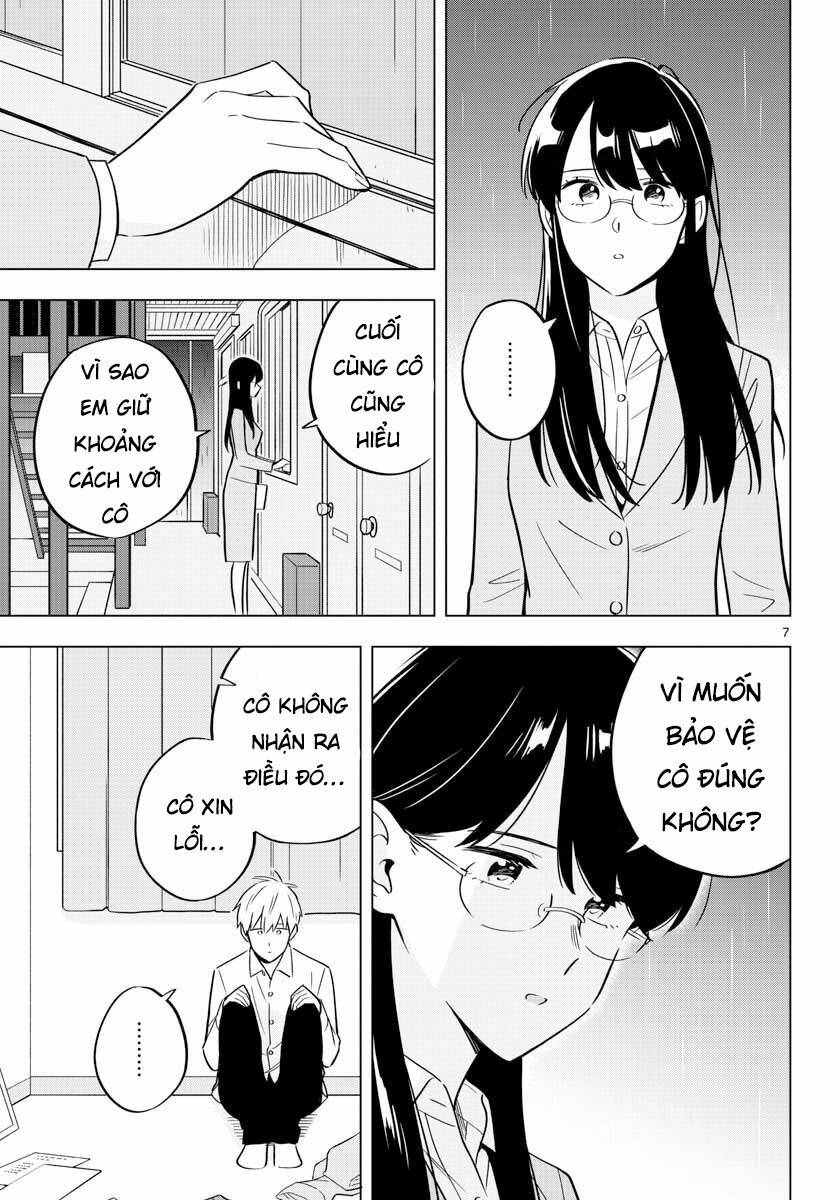 .........
CUỐI
CÙNG CÔ
CŨNG
HIỂU
VÌ SAO
EM GIỮ
KHOẢNG
CÁCH VỚI
CÔ
7
VÌ MUỐN
BẢO VỆ
CÔ ĐÚNG
KHÔNG?
CÔ KHÔNG
NHẬN RA
ĐIỀU ĐÓ...
CÔ XIN
LỖI...
.........